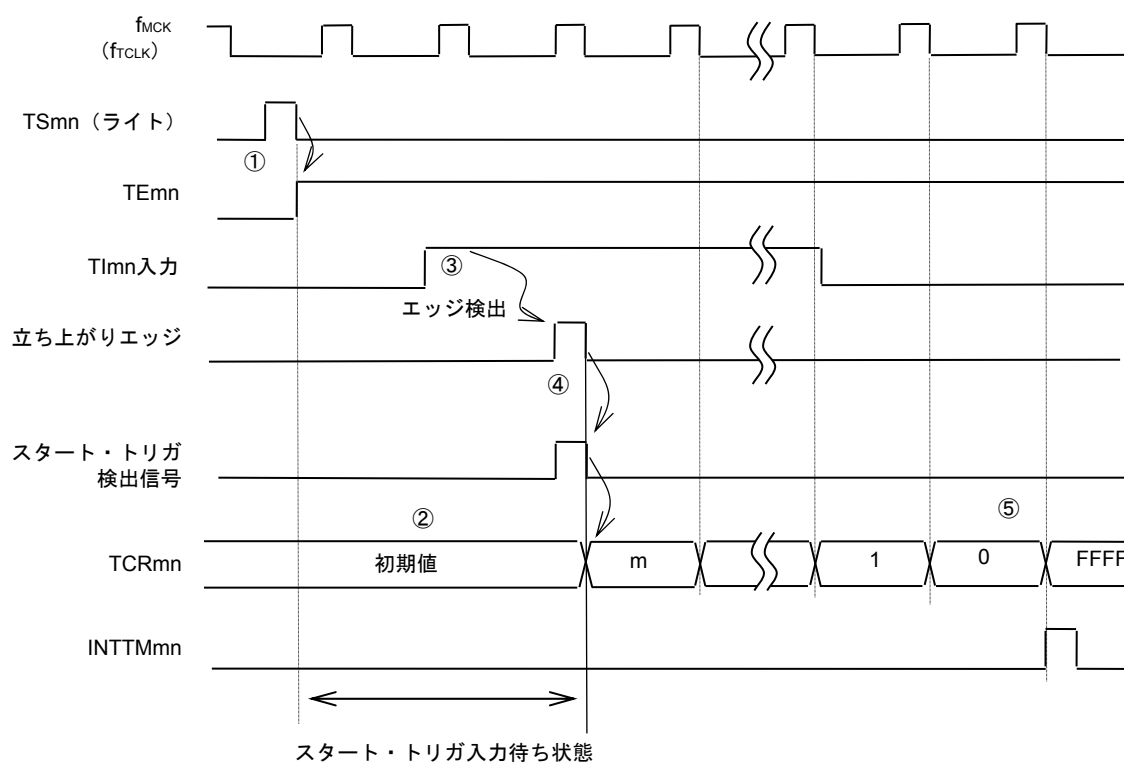 fMCK
(fTCLK)
TSmn（ライト）
①
TEmn
TImn入力
③
エッジ検出
立ち上がりエッジ
④
スタート・トリガ
検出信号
②
⑤
TCRmn
初期値
m
1
0
FFFF
INTTMmn
スタート・トリガ入力待ち状態